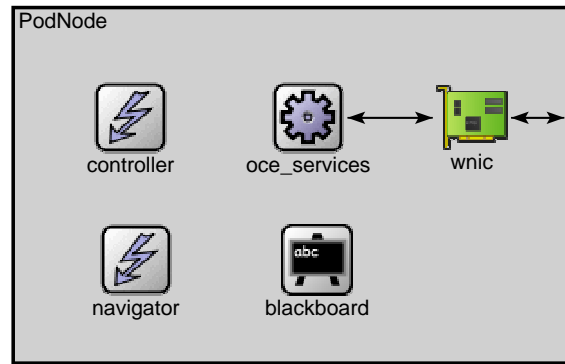 PodNode
controller
oce_services
wnic
navigator
abc
blackboard